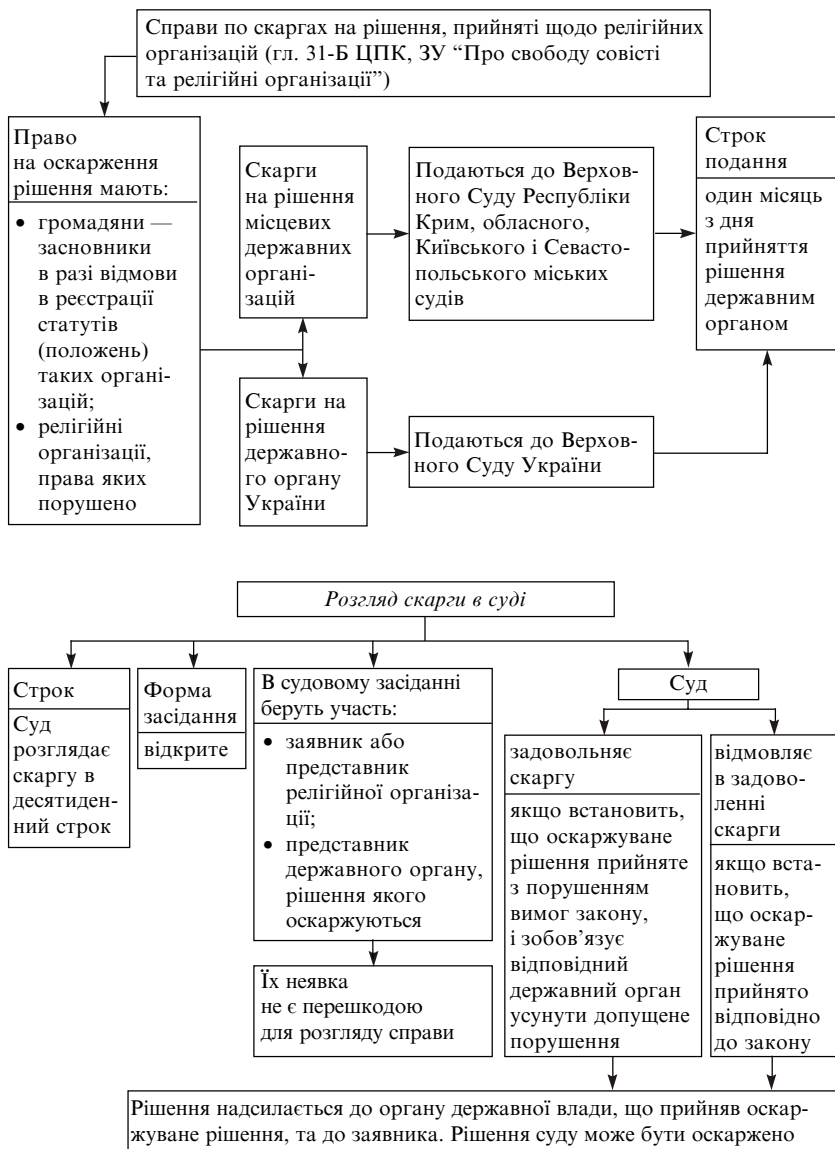 Справи по скаргах на рішення, прийняті щодо релігійних
організацій (гл. 31-Б ЦПК, ЗУ “Про свободу совісті
та релігійні організації”)
Право
на оскарження
рішення мають:
• громадяни —
засновники
в разі відмови
в реєстрації
статутів
(положень)
таких органі-
зацій;
• релігійні
організації,
права яких
порушено
Скарги
на рішення
місцевих
державних
органі-
зацій
Подаються до Верхов-
ного Суду Республіки
Крим, обласного,
Київського і Севасто-
польського міських
судів
Строк
подання
один місяць
з дня
прийняття
рішення
державним
органом
Скарги на
рішення
державно-
го органу
України
Подаються до Верхов-
ного Суду України
Розгляд скарги в суді
Строк
Суд
розглядає
скаргу в
десятиден-
ний строк
Форма
засідання
відкрите
В судовому засіданні
беруть участь:
• заявник або
представник
релігійної організа-
ції;
• представник
державного органу,
рішення якого
оскаржуються
Їх неявка
не є перешкодою
для розгляду справи
Суд
задовольняє
скаргу
якщо встановить,
що оскаржуване
рішення прийняте
з порушенням
вимог закону,
і зобов’язує
відповідний
державний орган
усунути допущене
порушення
відмовляє
в задово-
ленні
скарги
якщо вста-
новить,
що оскар-
жуване
рішення
прийнято
відповідно
до закону
Рішення надсилається до органу державної влади, що прийняв оскар-
жуване рішення, та до заявника. Рішення суду може бути оскаржено